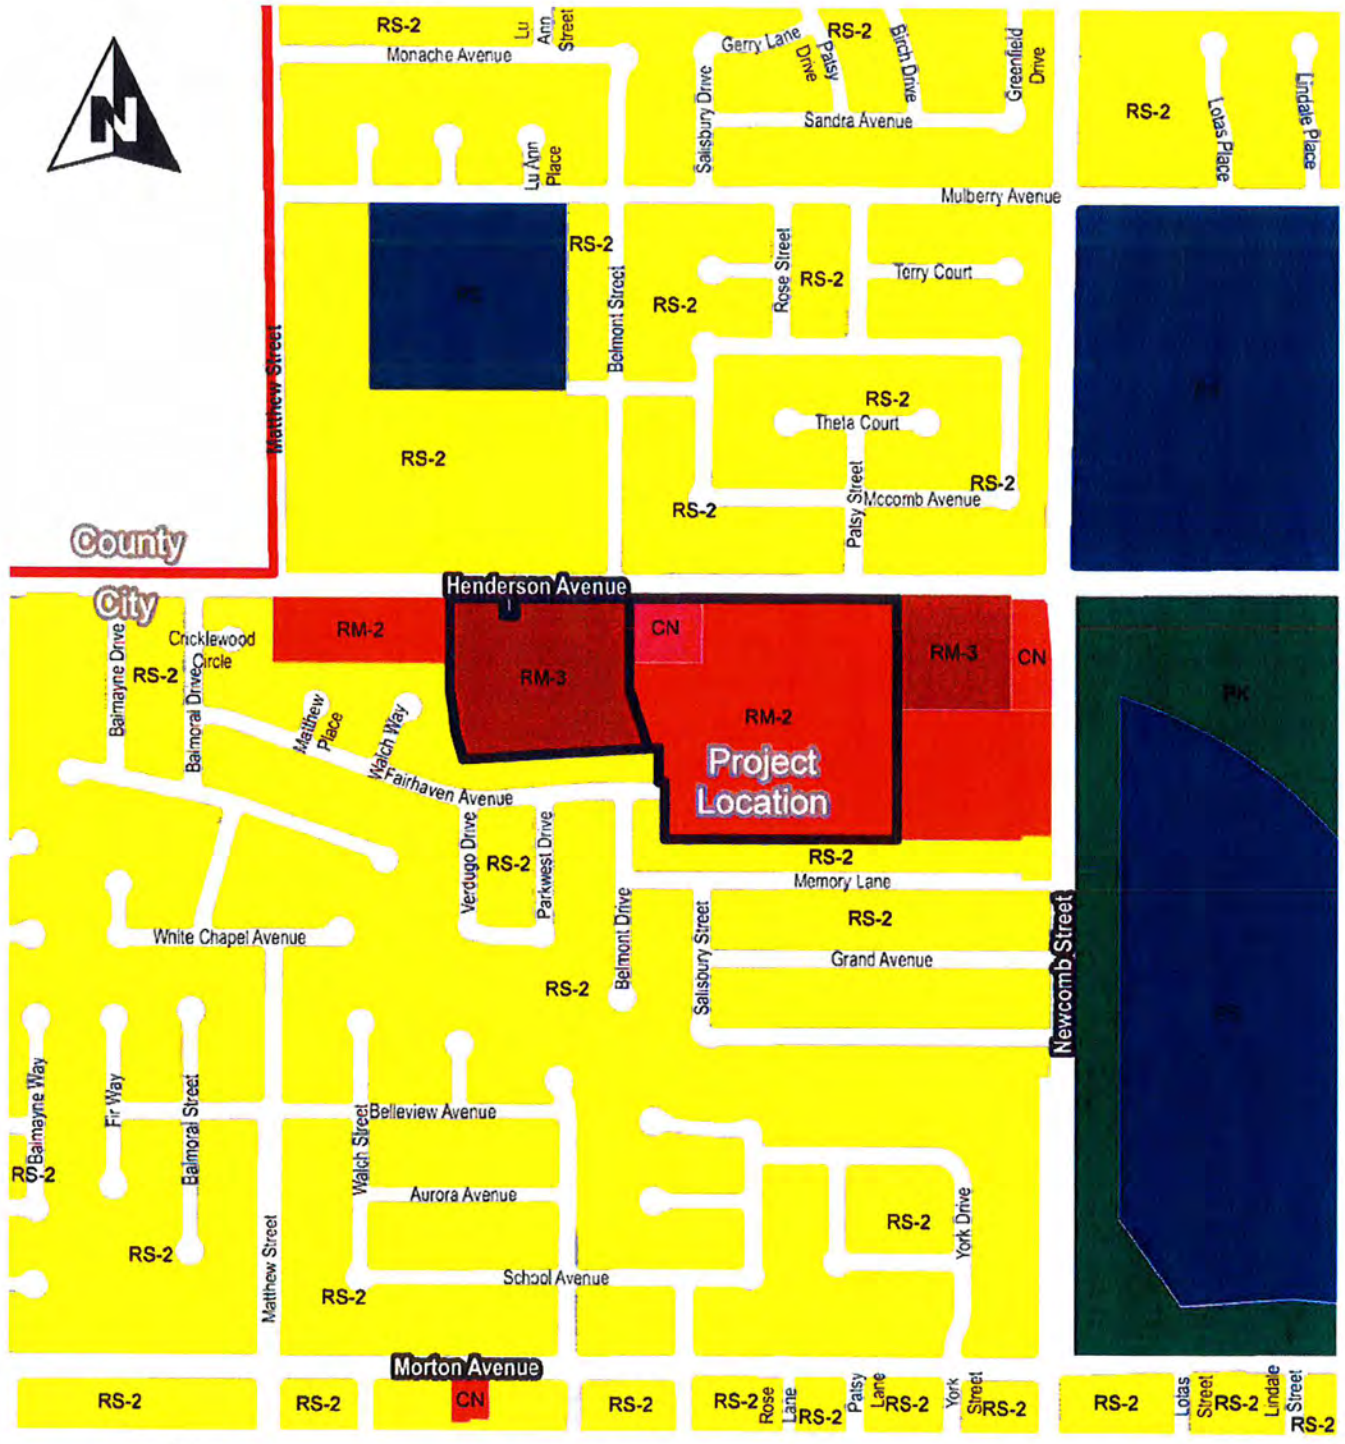 RS-2
Lu
Ann
Street
Monache Avenue
Gerry Lane
Patsy
Drive
RS-2
Birch Drive
Greenfield
Drive
N
Salisbury Drive
Sandra Avenue
RS-2
Lotas Place
Lindale Place
Lu Ann
Place
Mulberry Avenue
RS-2
Belmont Street
RS-2
Rose Street
RS-2
Terry Court
Matthew Street
RS-2
Theta Court
RS-2
RS-2
RS-2
Patsy Street
Mccomb Avenue
County
City
Henderson Avenue
Balmayne Drive
RS-2
Balmoral Drive
Cricklewood
Circle
RM-2
RM-3
CN
RM-2
RM-3
CN
PK
Matthew
Place
Walch Way
Fairhaven Avenue
Project
Location
Verdugo Drive
RS-2
Parkwest Drive
RS-2
Memory Lane
White Chapel Avenue
RS-2
Belmont Drive
Salisbury Street
RS-2
Grand Avenue
Newcomb Street
Balmayne Way
RS-2
Fir Way
Balmoral Street
RS-2
Matthew Street
Walch Street
Belleview Avenue
Aurora Avenue
School Avenue
RS-2
RS-2
York Drive
Morton Avenue
RS-2
RS-2
CN
RS-2
RS-2
Rose
Lane
RS-2
Patsy
Lane
RS-2
York
Street
RS-2
RS-2
Lotas
Street
RS-2
Lindale
Street
RS-2